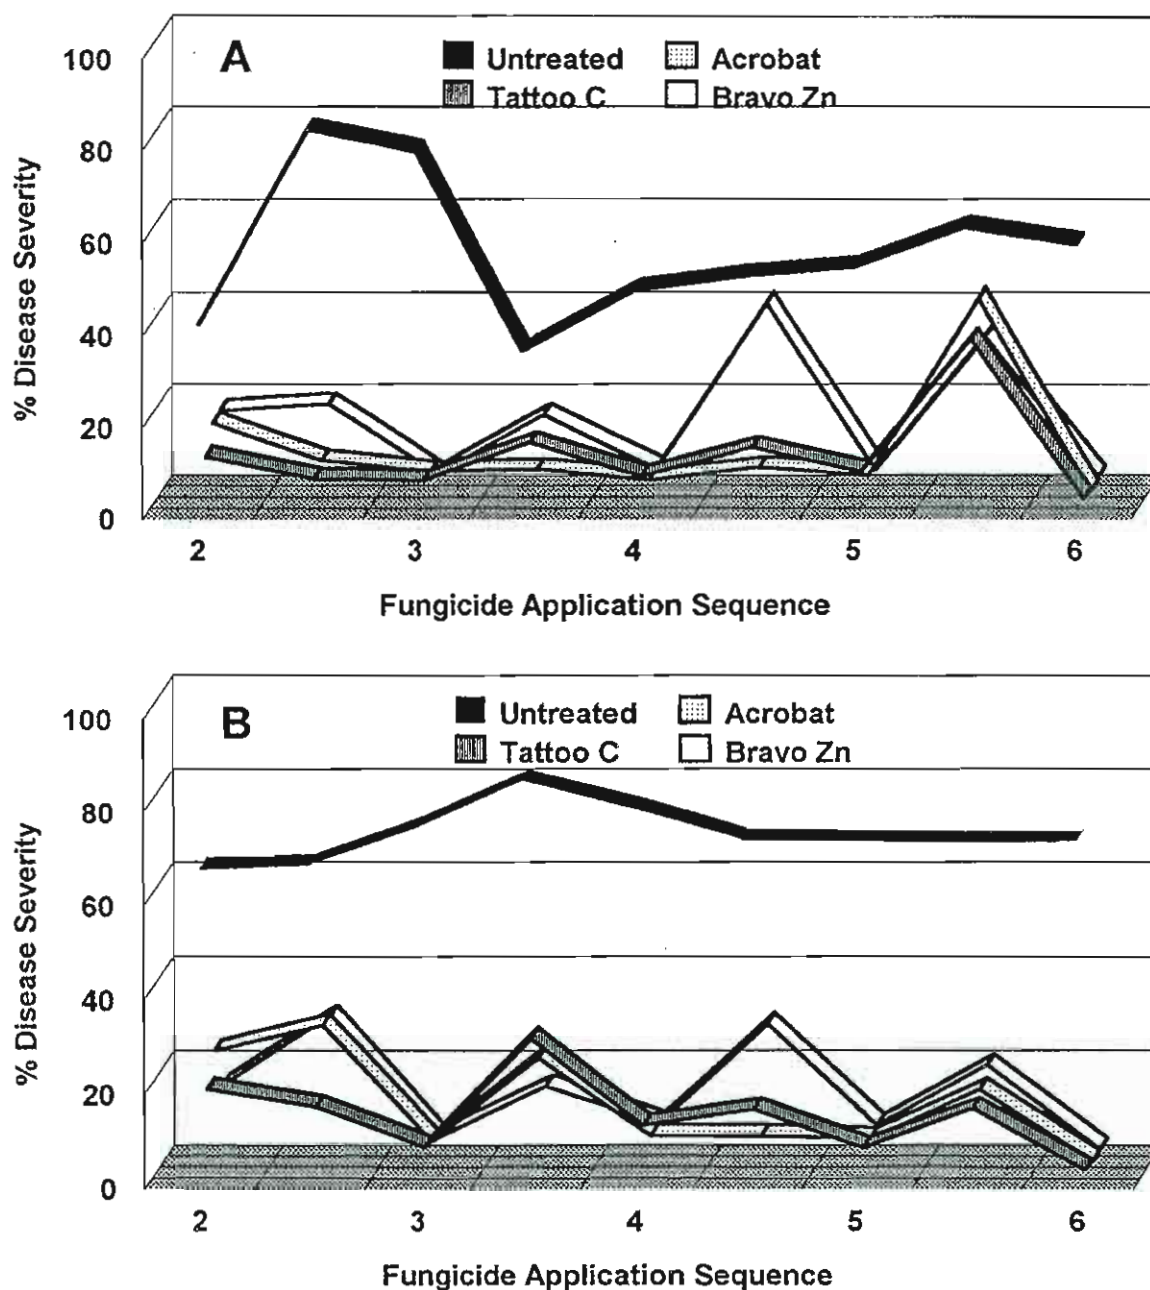 A
Untreated Acrobat
Tattoo C Bravo Zn
100
80
60
40
20
0
% Disease Severity
2 3 4 5 6
Fungicide Application Sequence
B
Untreated Acrobat
Tattoo C Bravo Zn
100
80
60
40
20
0
% Disease Severity
2 3 4 5 6
Fungicide Application Sequence